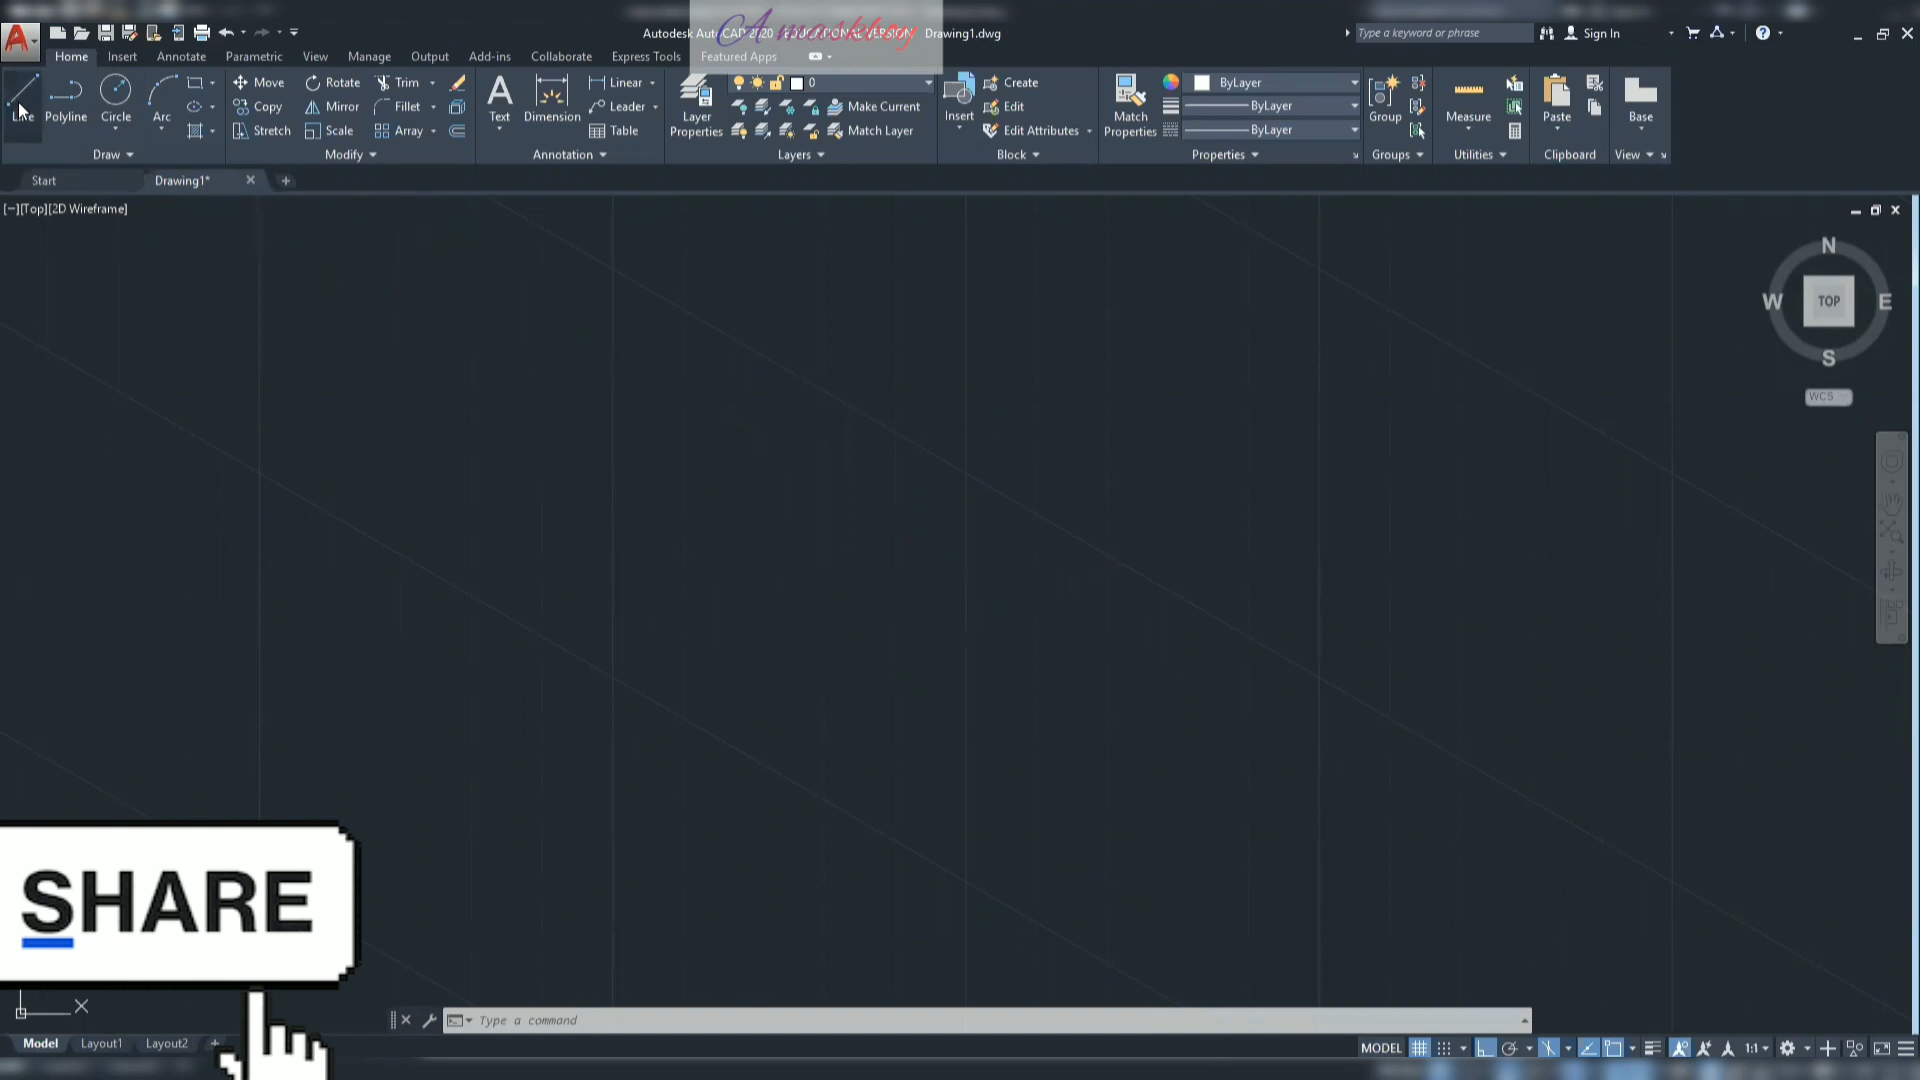 A maskboy
Autodesk AutoCAD 2020 - EDUCATIONAL VERSION Drawing1.dwg
Type a keyword or phrase
Sign In
Home Insert Annotate Parametric View Manage Output Add-ins Collaborate Express Tools Featured Apps
Move Rotate Trim Linear 0 Create ByLayer
Line Polyline Circle Arc Copy Mirror Fillet Text Dimension Leader Layer Properties Make Current Insert Edit Match Properties ByLayer Group Measure Paste Base
Stretch Scale Array Table Match Layer Edit Attributes ByLayer
Draw Modify Annotation Layers Block Properties Groups Utilities Clipboard View
Start Drawing1*
[−][Top][2D Wireframe]
N
W TOP E
S
WCS
SHARE
X
Type a command
Model Layout1 Layout2
MODEL 1:1